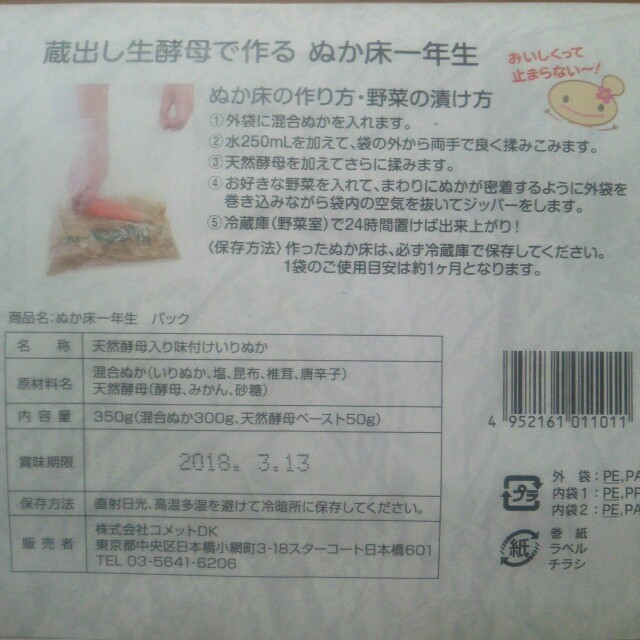 蔵出し生酵母で作る ぬか床一年生
おいしくって
止まらない〜!
ぬか床の作り方・野菜の漬け方
①外袋に混合ぬかを入れます。
②水250mLを加えて、袋の外から両手で良く揉みこみます。
③天然酵母を加えてさらに揉みます。
④お好きな野菜を入れて、まわりにぬかが密着するように外袋を
巻き込みながら袋内の空気を抜いてジッパーをします。
⑤冷蔵庫(野菜室)で24時間置けば出来上がり!
〈保存方法〉作ったぬか床は、必ず冷蔵庫で保存してください。
1袋のご使用目安は約1ヶ月となります。
商品名:ぬか床一年生 パック
名称 天然酵母入り味付けいりぬか
原材料名 混合ぬか(いりぬか、塩、昆布、椎茸、唐辛子)
天然酵母(酵母、みかん、砂糖)
内容量 350g(混合ぬか300g、天然酵母ペースト50g)
賞味期限 2018. 3.13
保存方法 直射日光、高温多湿を避けて冷暗所に保存してください。
販売者 株式会社コメットDK
東京都中央区日本橋小網町3-18スターコート日本橋601
TEL 03-5641-6206
4 952161 011011
プラ
外袋:PE,PA
内袋1:PE,PE
内袋2:PE,PA
紙
巻紙
ラベル
チラシ